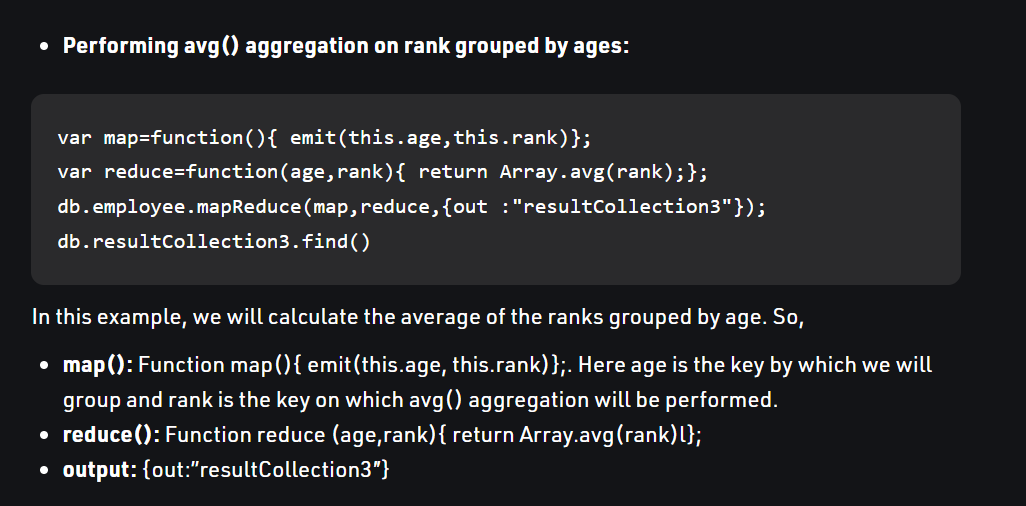 • Performing avg() aggregation on rank grouped by ages:
var map=function(){ emit(this.age,this.rank)};
var reduce=function(age,rank){ return Array.avg(rank);};
db.employee.mapReduce(map,reduce,{out :"resultCollection3"});
db.resultCollection3.find()
In this example, we will calculate the average of the ranks grouped by age. So,
• map(): Function map(){ emit(this.age, this.rank)};. Here age is the key by which we will
group and rank is the key on which avg() aggregation will be performed.
• reduce(): Function reduce (age,rank){ return Array.avg(rank)l};
• output: {out:”resultCollection3″}